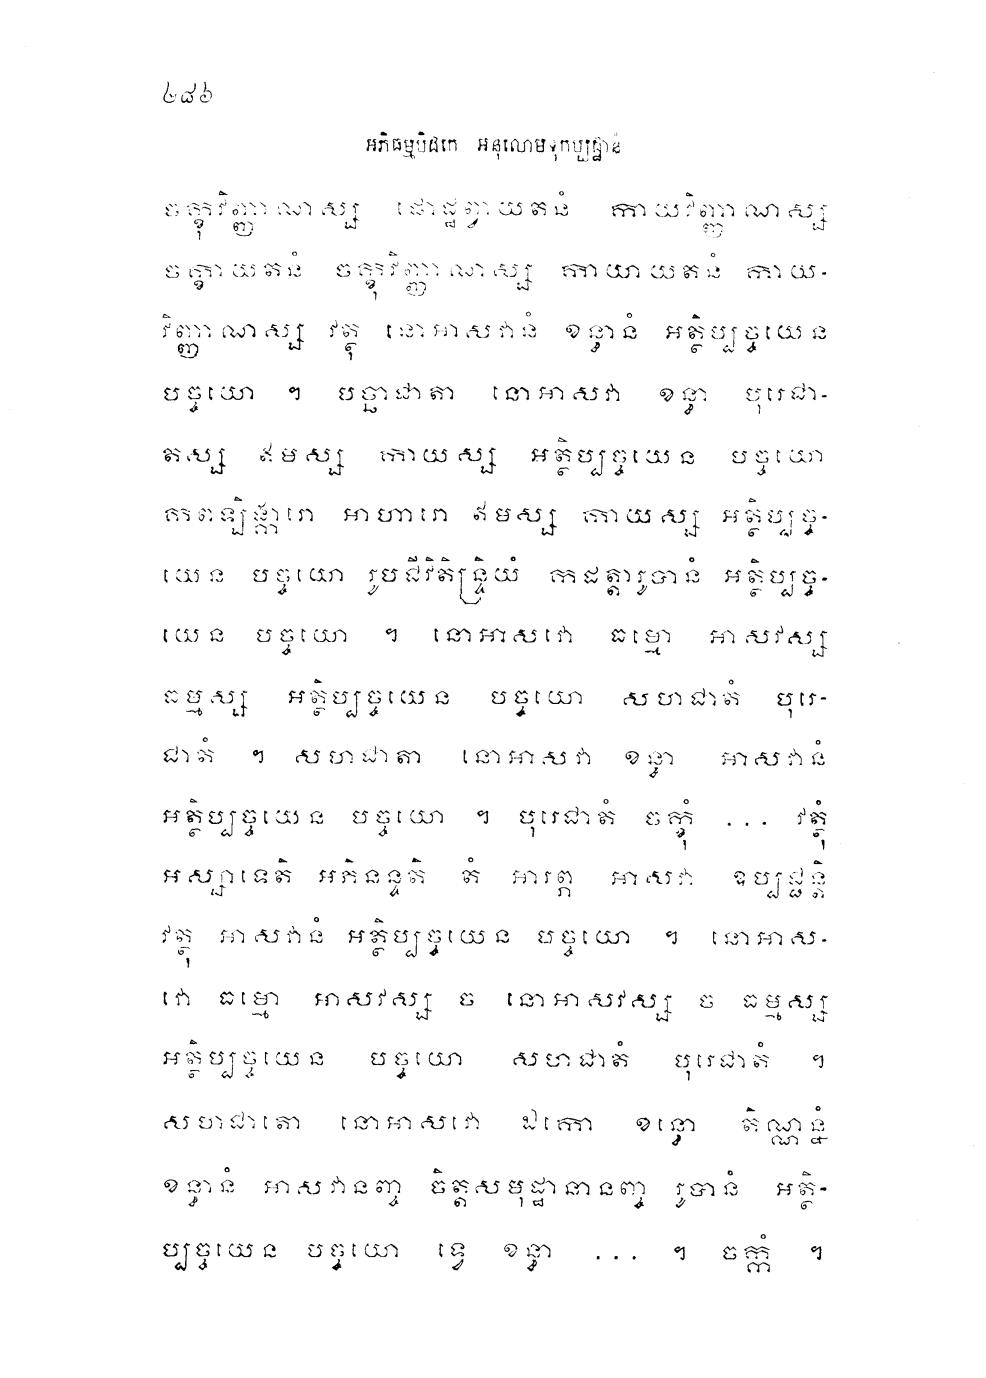 ៤៨៦
អភិធម្មបិដកេ អនុលោមទុកប្បដ្ឋានំ
ចក្ខុវិញ្ញាណស្ស ផោដ្ឋព្វាយតនំ កាយវិញ្ញាណស្ស
ចក្ខាយតនំ ចក្ខុវិញ្ញាណស្ស កាយាយតនំ កាយ-
វិញ្ញាណស្ស វត្ថុ នោអាសវានំ ខន្ធានំ អត្ថិប្បច្ចយេន
បច្ចយោ ។ បច្ឆាជាតា នោអាសវា ខន្ធា បុរេជា-
តស្ស ឥមស្ស កាយស្ស អត្ថិប្បច្ចយេន បច្ចយោ
កពឡិង្ការោ អាហារោ ឥមស្ស កាយស្ស អត្ថិប្បច្ច-
យេន បច្ចយោ រូបជីវិតិន្ទ្រិយំ កដត្តារូបានំ អត្ថិប្បច្ច-
យេន បច្ចយោ ។ នោអាសវោ ធម្មោ អាសវស្ស
ធម្មស្ស អត្ថិប្បច្ចយេន បច្ចយោ សហជាតំ បុរេ-
ជាតំ ។ សហជាតា នោអាសវា ខន្ធា អាសវានំ
អត្ថិប្បច្ចយេន បច្ចយោ ។ បុរេជាតំ ចក្ខុំ ... វត្ថុំ
អស្សាទេតិ អភិនន្ទតិ តំ អារព្ភ អាសវា ឧប្បជ្ជន្តិ
វត្ថុ អាសវានំ អត្ថិប្បច្ចយេន បច្ចយោ ។ នោអាស-
វោ ធម្មោ អាសវស្ស ច នោអាសវស្ស ច ធម្មស្ស
អត្ថិប្បច្ចយេន បច្ចយោ សហជាតំ បុរេជាតំ ។
សហជាតោ នោអាសវោ ឯកោ ខន្ធោ តិណ្ណន្នំ
ខន្ធានំ អាសវានញ្ច ចិត្តសមុដ្ឋានានញ្ច រូបានំ អត្ថិ-
ប្បច្ចយេន បច្ចយោ ទ្វេ ខន្ធា ... ។ ចក្កំ ។